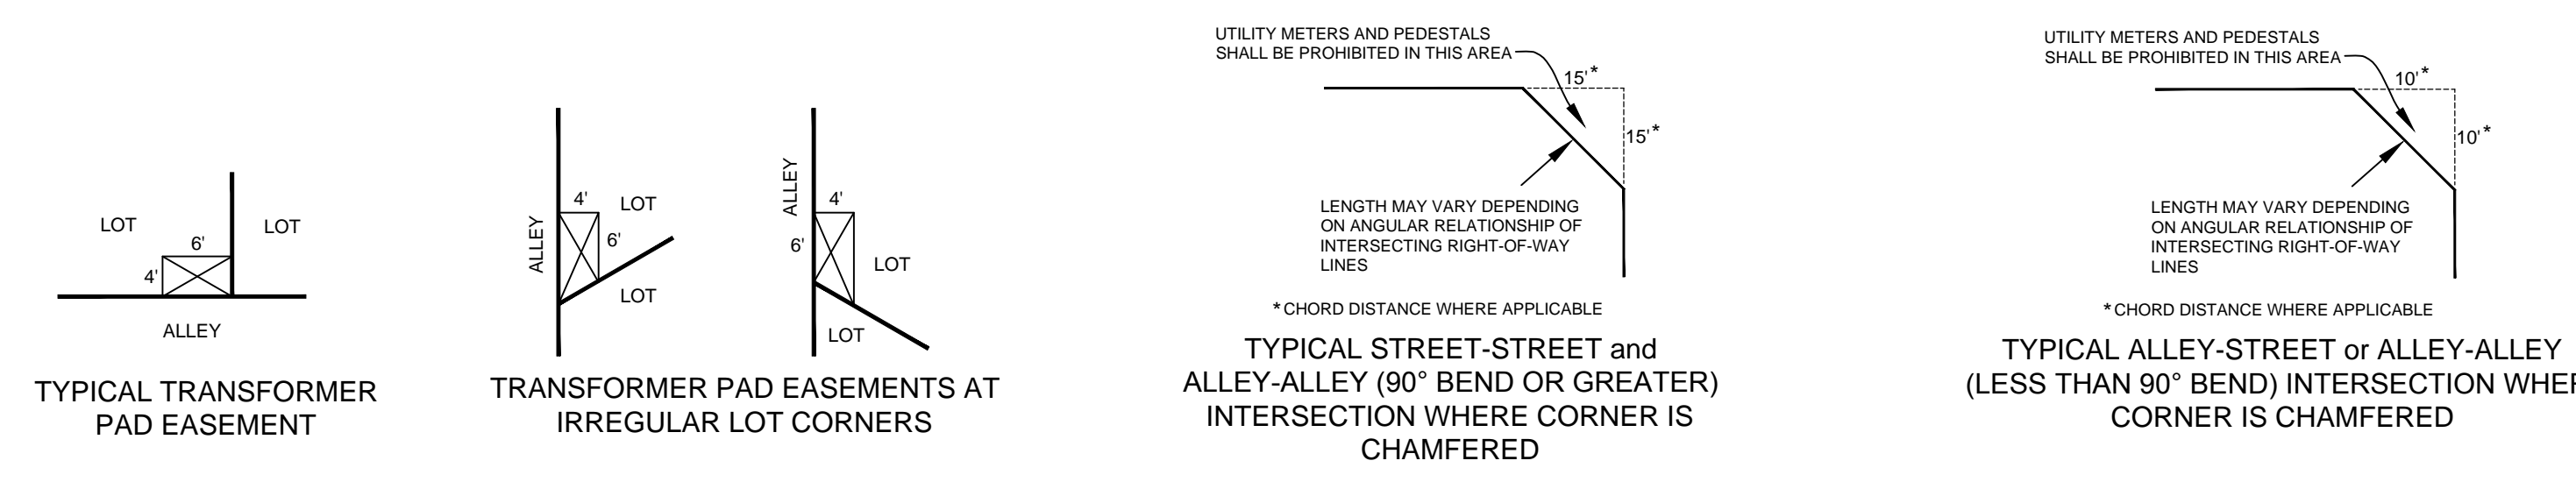 LOT
LOT
6'
4'
ALLEY
TYPICAL TRANSFORMER
PAD EASEMENT
ALLEY
4'
LOT
6'
LOT
ALLEY
4'
6'
LOT
LOT
TRANSFORMER PAD EASEMENTS AT
IRREGULAR LOT CORNERS
UTILITY METERS AND PEDESTALS
SHALL BE PROHIBITED IN THIS AREA
15'*
15'*
LENGTH MAY VARY DEPENDING
ON ANGULAR RELATIONSHIP OF
INTERSECTING RIGHT-OF-WAY
LINES
* CHORD DISTANCE WHERE APPLICABLE
TYPICAL STREET-STREET and
ALLEY-ALLEY (90° BEND OR GREATER)
INTERSECTION WHERE CORNER IS
CHAMFERED
UTILITY METERS AND PEDESTALS
SHALL BE PROHIBITED IN THIS AREA
10'*
10'*
LENGTH MAY VARY DEPENDING
ON ANGULAR RELATIONSHIP OF
INTERSECTING RIGHT-OF-WAY
LINES
* CHORD DISTANCE WHERE APPLICABLE
TYPICAL ALLEY-STREET or ALLEY-ALLEY
(LESS THAN 90° BEND) INTERSECTION
CORNER IS CHAMFERED